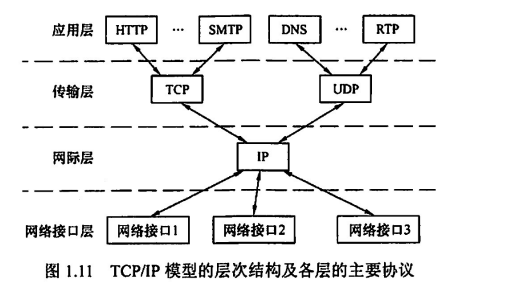 应用层 HTTP … SMTP DNS … RTP
传输层 TCP UDP
网际层 IP
网络接口层 网络接口1 网络接口2 网络接口3
图 1.11 TCP/IP 模型的层次结构及各层的主要协议